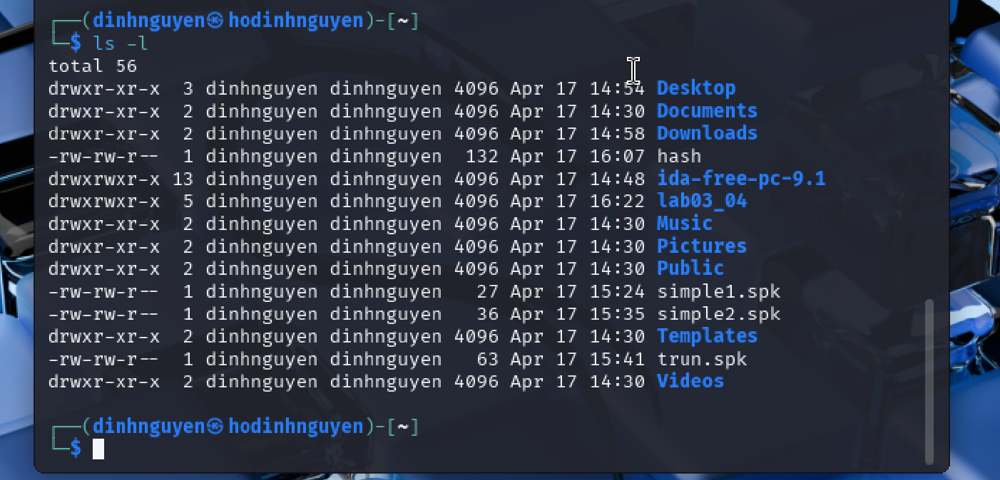 ┌──(dinhnguyen㉿hodinhnguyen)-[~]
└─$ ls -l
total 56
drwxr-xr-x  3 dinhnguyen dinhnguyen 4096 Apr 17 14:54 Desktop
drwxr-xr-x  2 dinhnguyen dinhnguyen 4096 Apr 17 14:30 Documents
drwxr-xr-x  2 dinhnguyen dinhnguyen 4096 Apr 17 14:58 Downloads
-rw-rw-r--  1 dinhnguyen dinhnguyen  132 Apr 17 16:07 hash
drwxrwxr-x 13 dinhnguyen dinhnguyen 4096 Apr 17 14:48 ida-free-pc-9.1
drwxrwxr-x  5 dinhnguyen dinhnguyen 4096 Apr 17 16:22 lab03_04
drwxr-xr-x  2 dinhnguyen dinhnguyen 4096 Apr 17 14:30 Music
drwxr-xr-x  2 dinhnguyen dinhnguyen 4096 Apr 17 14:30 Pictures
drwxr-xr-x  2 dinhnguyen dinhnguyen 4096 Apr 17 14:30 Public
-rw-rw-r--  1 dinhnguyen dinhnguyen   27 Apr 17 15:24 simple1.spk
-rw-rw-r--  1 dinhnguyen dinhnguyen   36 Apr 17 15:35 simple2.spk
drwxr-xr-x  2 dinhnguyen dinhnguyen 4096 Apr 17 14:30 Templates
-rw-rw-r--  1 dinhnguyen dinhnguyen   63 Apr 17 15:41 trun.spk
drwxr-xr-x  2 dinhnguyen dinhnguyen 4096 Apr 17 14:30 Videos
┌──(dinhnguyen㉿hodinhnguyen)-[~]
└─$